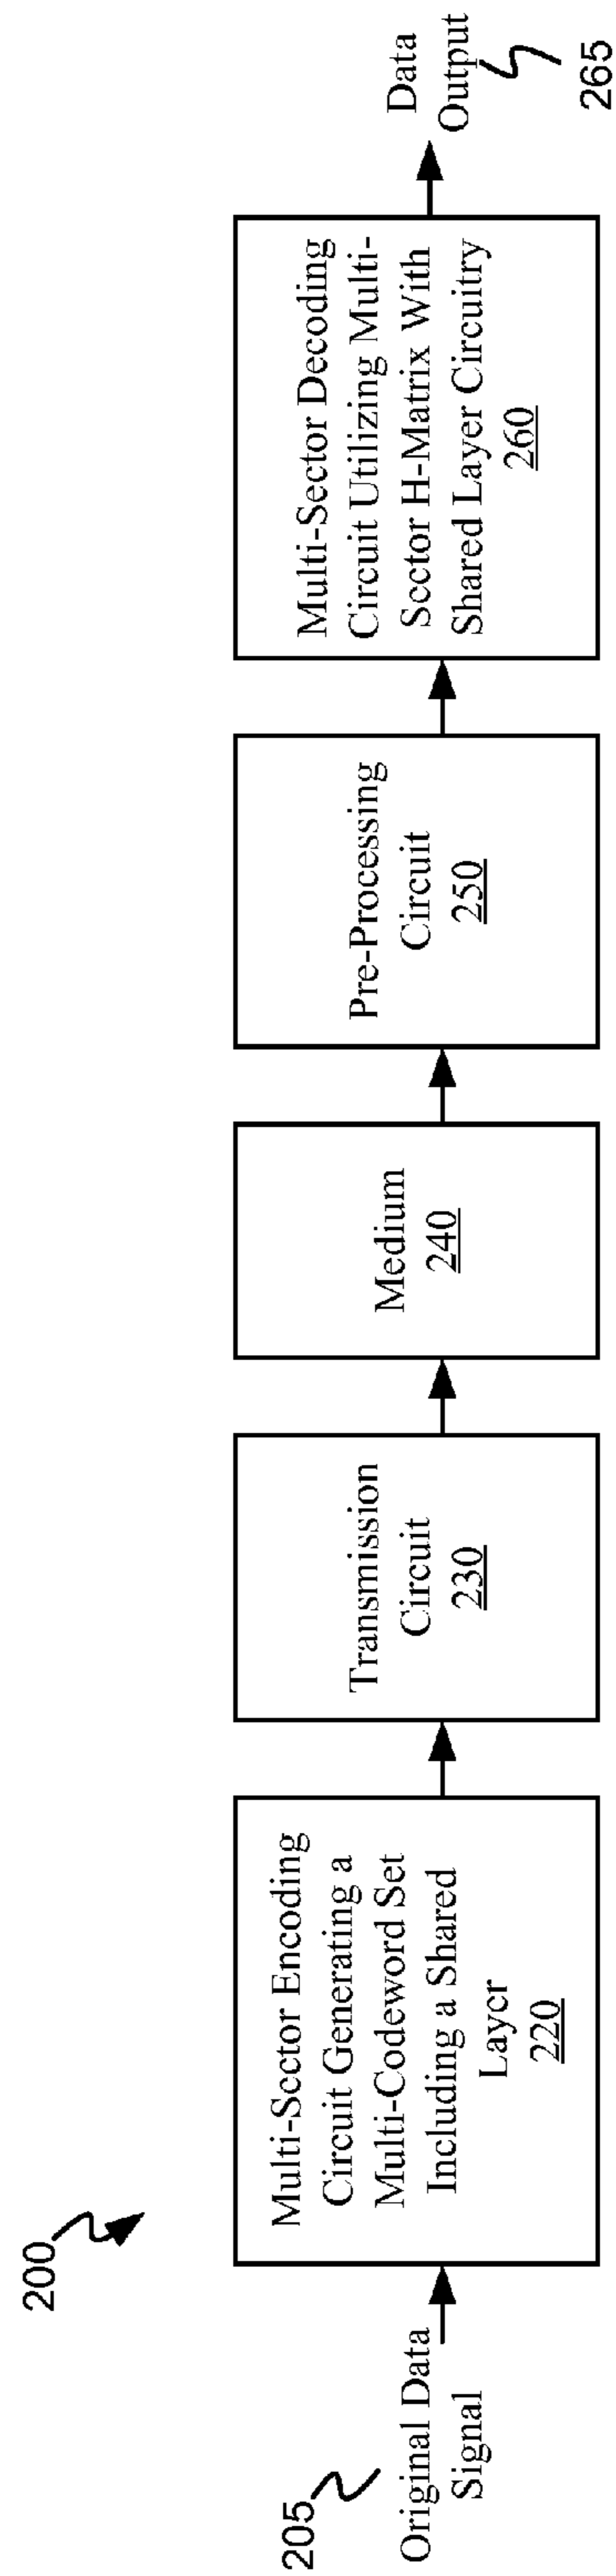 200
205
Original Data
Signal
Multi-Sector Encoding
Circuit Generating a
Multi-Codeword Set
Including a Shared
Layer
220
Transmission
Circuit
230
Medium
240
Pre-Processing
Circuit
250
Multi-Sector Decoding
Circuit Utilizing Multi-
Sector H-Matrix With
Shared Layer Circuitry
260
Data
Output
265